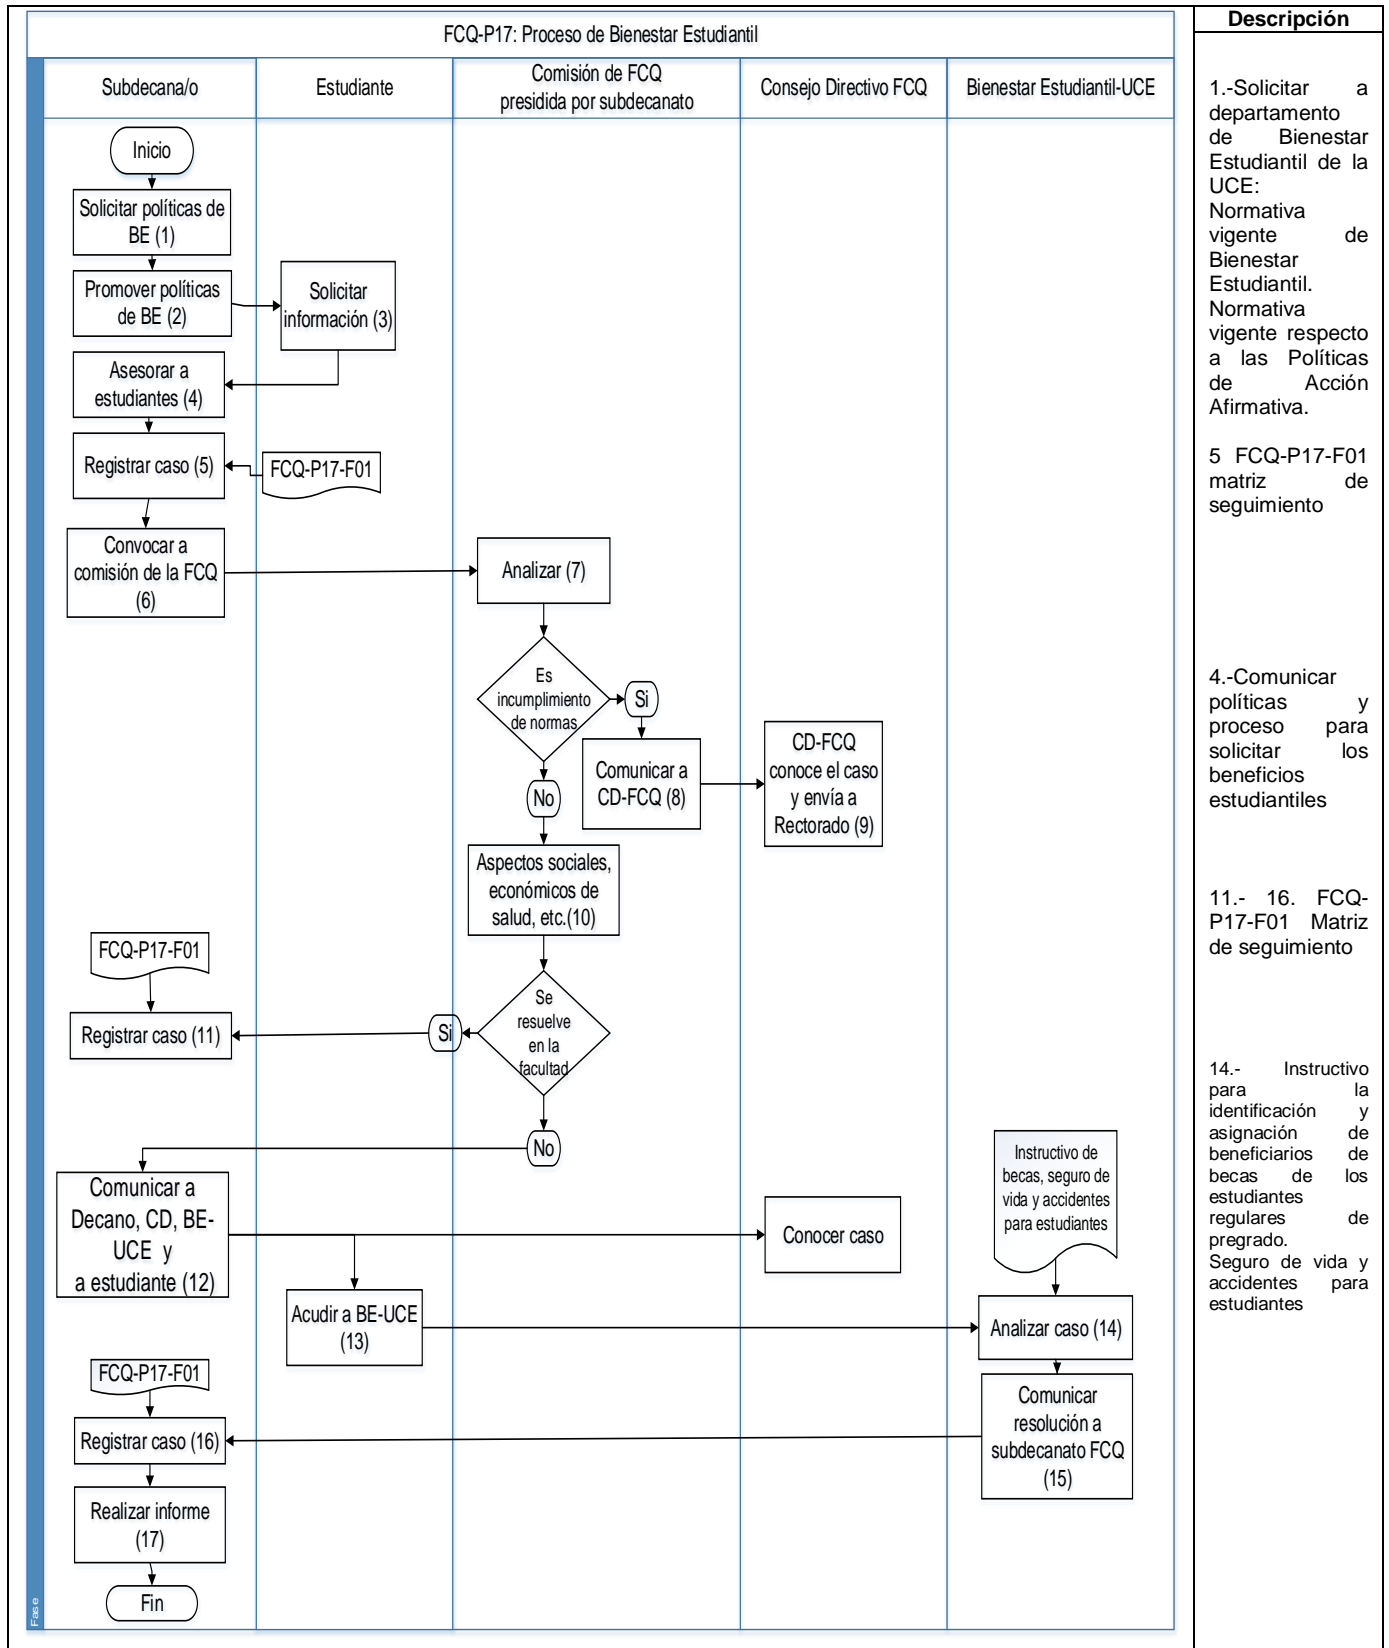 FCQ-P17: Proceso de Bienestar Estudiantil
Subdecana/o
Estudiante
Comisión de FCQ
presidida por subdecanato
Consejo Directivo FCQ
Bienestar Estudiantil-UCE
Inicio
Solicitar políticas de
BE (1)
Promover políticas
de BE (2)
Solicitar
información (3)
Asesorar a
estudiantes (4)
Registrar caso (5)
FCQ-P17-F01
Convocar a
comisión de la FCQ
(6)
Analizar (7)
Es
incumplimiento
de normas
Si
Comunicar a
CD-FCQ (8)
CD-FCQ
conoce el caso
y envía a
Rectorado (9)
No
Aspectos sociales,
económicos de
salud, etc.(10)
FCQ-P17-F01
Registrar caso (11)
Si
Se
resuelve
en la
facultad
No
Comunicar a
Decano, CD, BE-
UCE y
a estudiante (12)
Conocer caso
Instructivo de
becas, seguro de
vida y accidentes
para estudiantes
Acudir a BE-UCE
(13)
Analizar caso (14)
FCQ-P17-F01
Registrar caso (16)
Comunicar
resolución a
subdecanato FCQ
(15)
Realizar informe
(17)
Fin
Fase
Descripción
1.-Solicitar a
departamento
de Bienestar
Estudiantil de la
UCE:
Normativa
vigente de
Bienestar
Estudiantil.
Normativa
vigente respecto
a las Políticas
de Acción
Afirmativa.
5 FCQ-P17-F01
matriz de
seguimiento
4.-Comunicar
políticas y
proceso para
solicitar los
beneficios
estudiantiles
11.- 16. FCQ-
P17-F01 Matriz
de seguimiento
14.- Instructivo
para la
identificación y
asignación de
beneficiarios de
becas de los
estudiantes
regulares de
pregrado.
Seguro de vida y
accidentes para
estudiantes